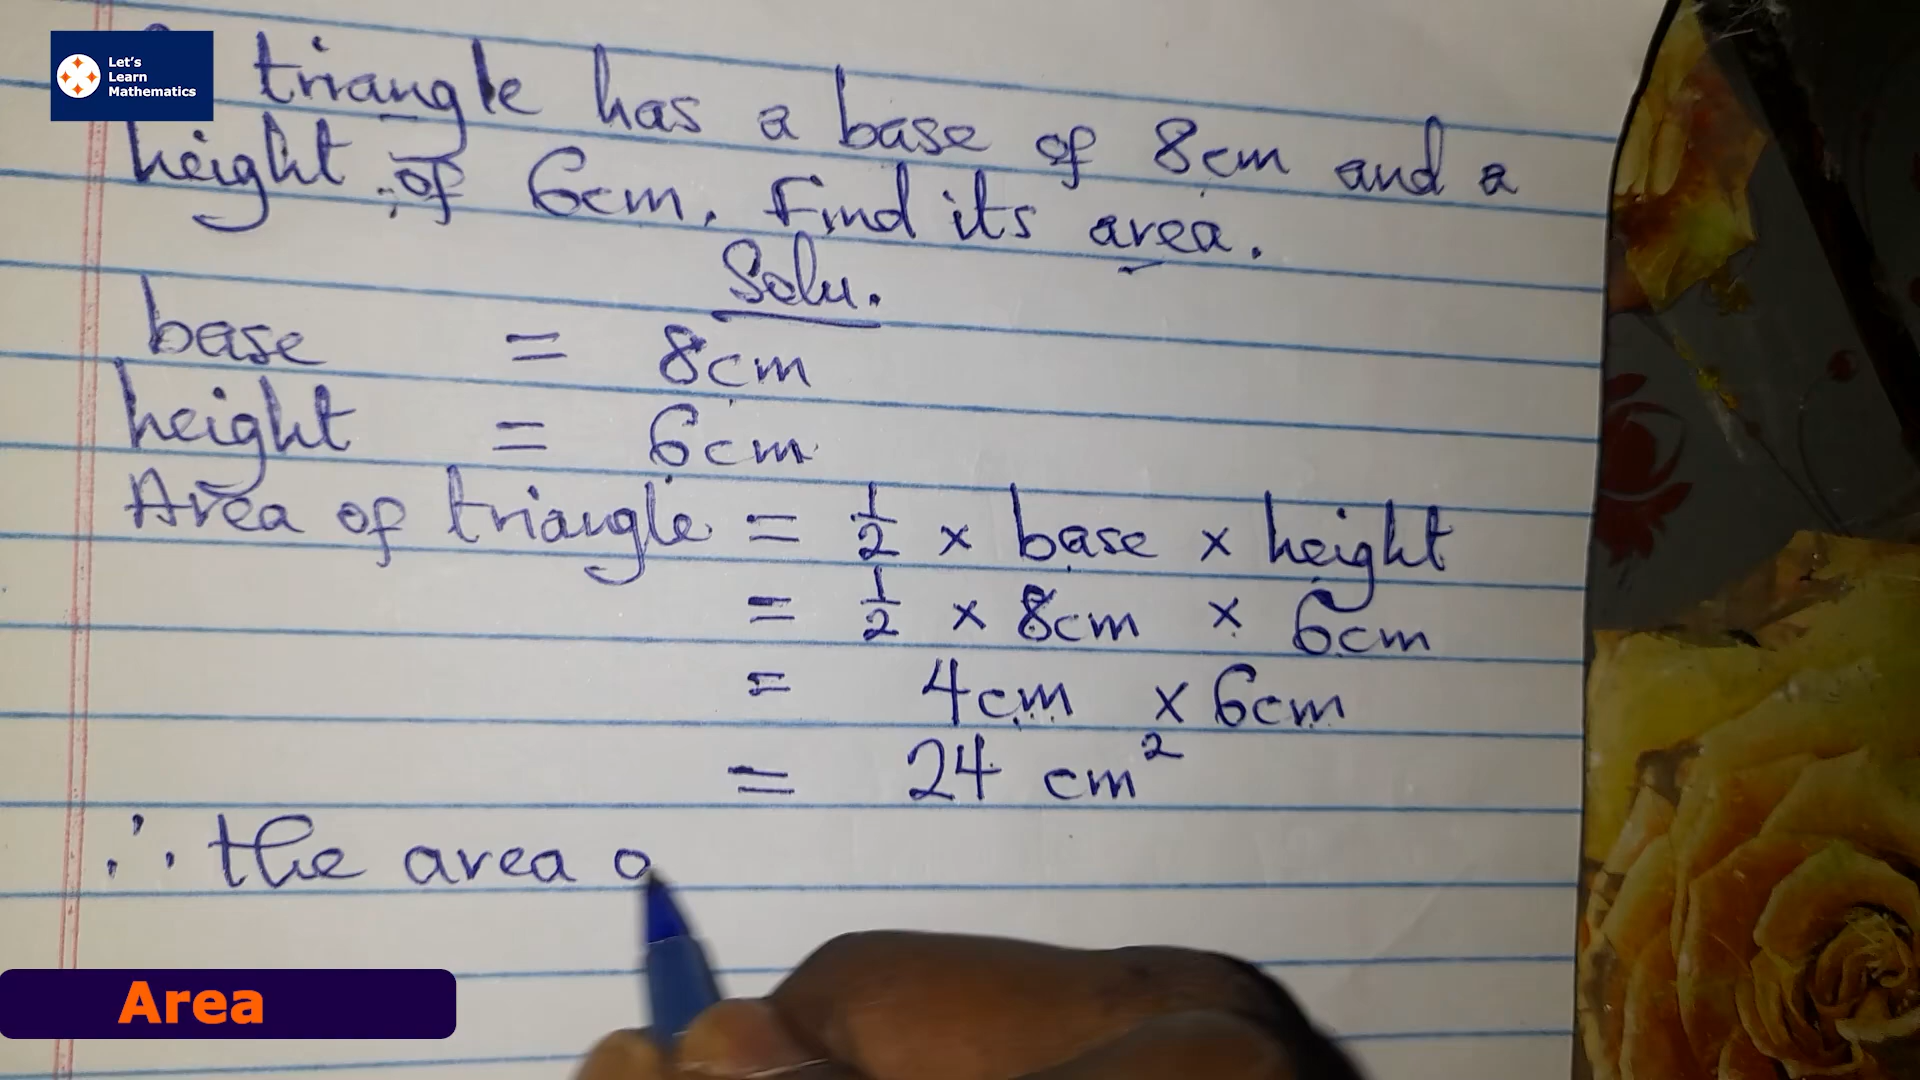 Let's
Learn
Mathematics
triangle has a base of 8cm and a
height of 6cm. Find its area.
Solu.
base = 8cm
height = 6cm
Area of triangle = 1/2 × base × height
= 1/2 × 8cm × 6cm
= 4cm × 6cm
= 24 cm²
∴ the area o
Area